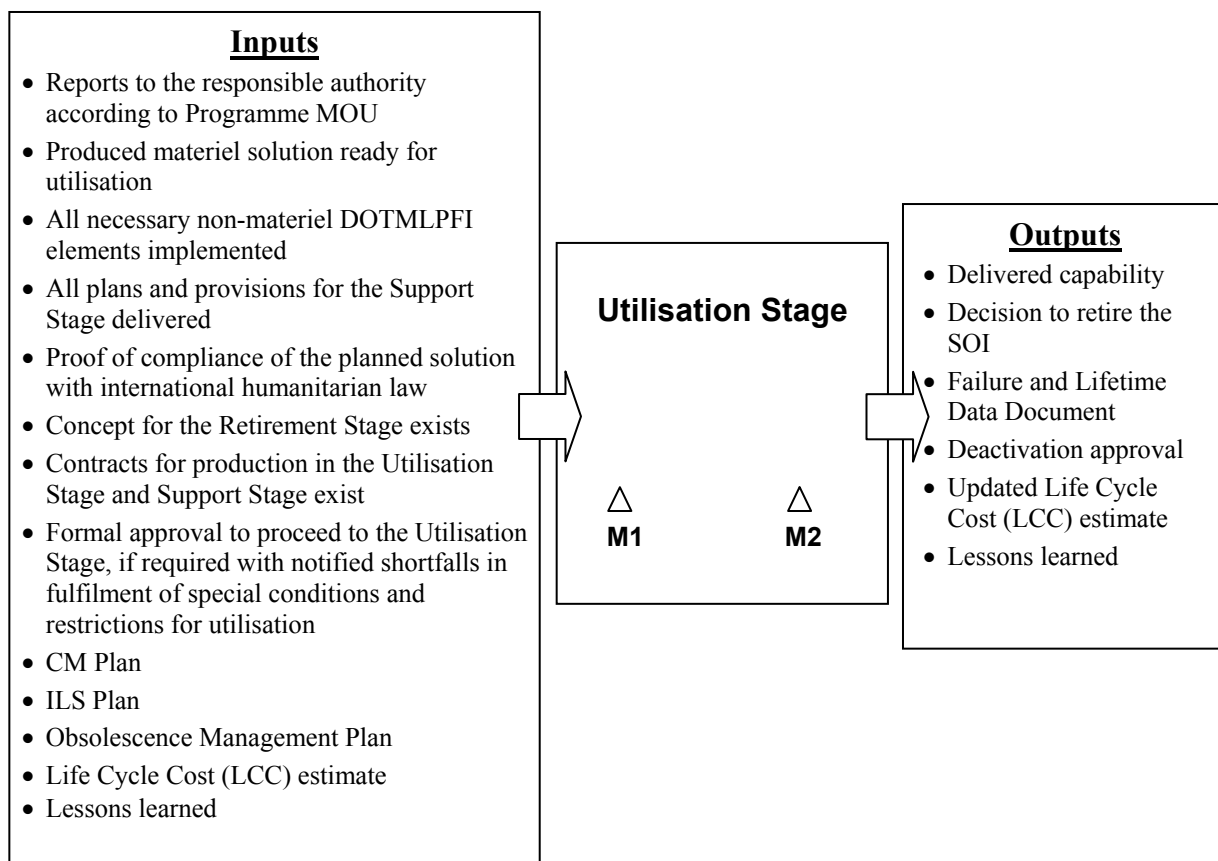 Inputs
• Reports to the responsible authority
according to Programme MOU
• Produced materiel solution ready for
utilisation
• All necessary non-materiel DOTMLPFI
elements implemented
• All plans and provisions for the Support
Stage delivered
• Proof of compliance of the planned solution
with international humanitarian law
• Concept for the Retirement Stage exists
• Contracts for production in the Utilisation
Stage and Support Stage exist
• Formal approval to proceed to the Utilisation
Stage, if required with notified shortfalls in
fulfilment of special conditions and
restrictions for utilisation
• CM Plan
• ILS Plan
• Obsolescence Management Plan
• Life Cycle Cost (LCC) estimate
• Lessons learned
Utilisation Stage
M1
M2
Outputs
• Delivered capability
• Decision to retire the
SOI
• Failure and Lifetime
Data Document
• Deactivation approval
• Updated Life Cycle
Cost (LCC) estimate
• Lessons learned